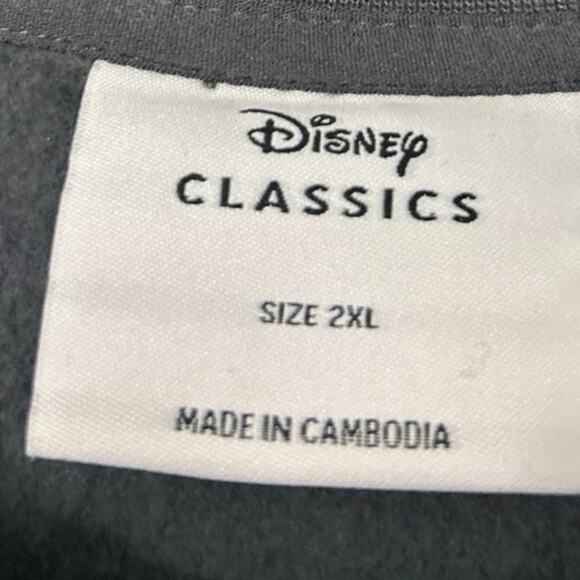 Disney
CLASSICS
SIZE 2XL
MADE IN CAMBODIA